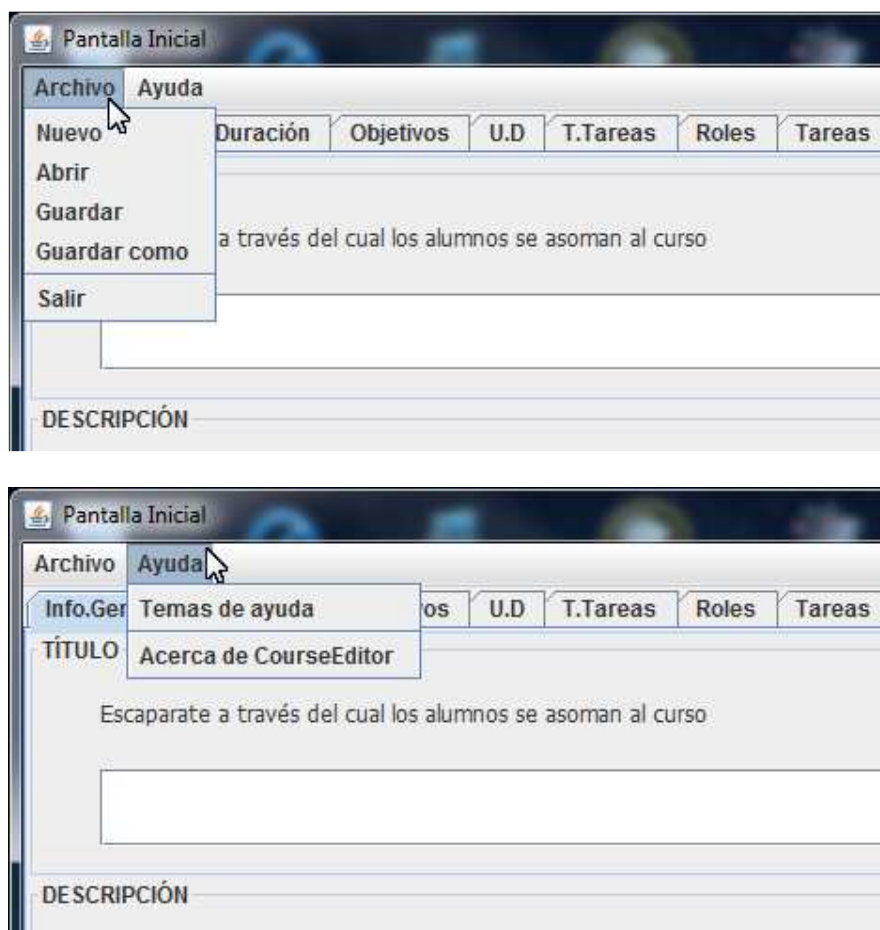 Pantalla Inicial
Archivo Ayuda
Nuevo Duración Objetivos U.D T.Tareas Roles Tareas
Abrir
Guardar
a través del cual los alumnos se asoman al curso
Guardar como
Salir
DESCRIPCIÓN
Pantalla Inicial
Archivo Ayuda
Info.Ger Temas de ayuda os U.D T.Tareas Roles Tareas
TÍTULO Acerca de CourseEditor
Escaparate a través del cual los alumnos se asoman al curso
DESCRIPCIÓN